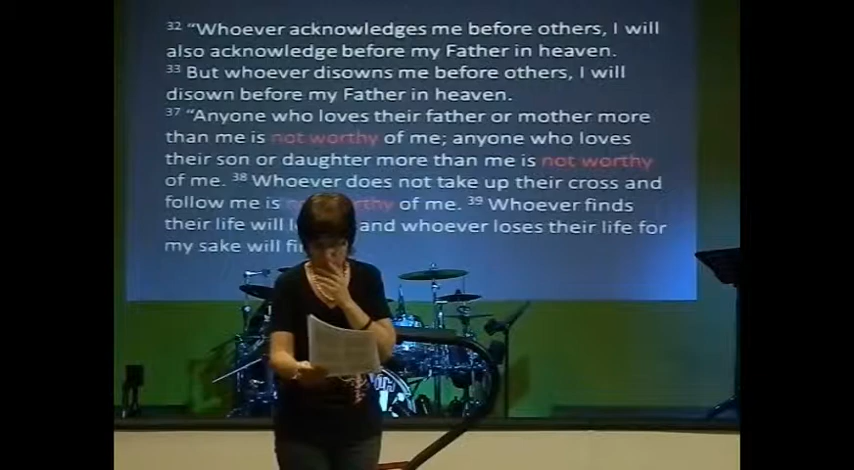 32 “Whoever acknowledges me before others, I will
also acknowledge before my Father in heaven.
33 But whoever disowns me before others, I will
disown before my Father in heaven.
37 “Anyone who loves their father or mother more
than me is not worthy of me; anyone who loves
their son or daughter more than me is not worthy
of me. 38 Whoever does not take up their cross and
follow me is of me. 39 Whoever finds
their life will and whoever loses their life for
my sake will